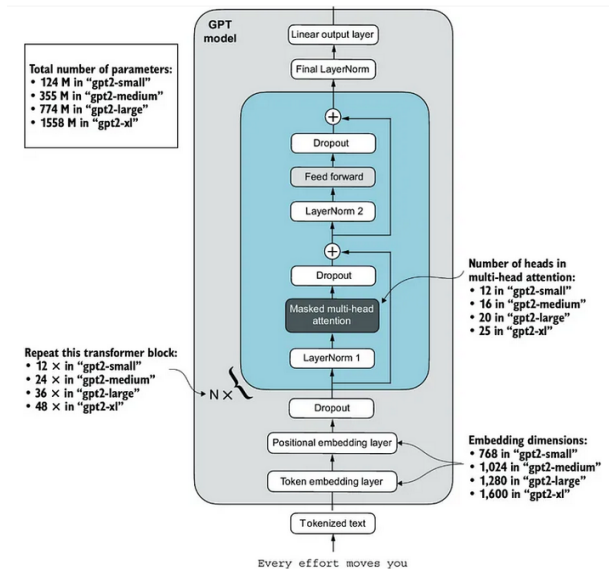 GPT
model
Linear output layer
Final LayerNorm
Total number of parameters:
• 124 M in “gpt2-small”
• 355 M in “gpt2-medium”
• 774 M in “gpt2-large”
• 1558 M in “gpt2-xl”
+
Dropout
Feed forward
LayerNorm 2
+
Dropout
Masked multi-head
attention
LayerNorm 1
Number of heads in
multi-head attention:
• 12 in “gpt2-small”
• 16 in “gpt2-medium”
• 20 in “gpt2-large”
• 25 in “gpt2-xl”
Repeat this transformer block:
• 12 × in “gpt2-small”
• 24 × in “gpt2-medium”
• 36 × in “gpt2-large”
• 48 × in “gpt2-xl”
N × {
Dropout
Positional embedding layer
Token embedding layer
Embedding dimensions:
• 768 in “gpt2-small”
• 1,024 in “gpt2-medium”
• 1,280 in “gpt2-large”
• 1,600 in “gpt2-xl”
Tokenized text
Every effort moves you